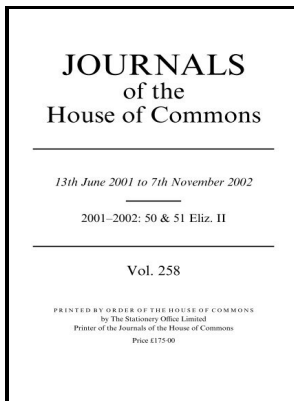 JOURNALS
of the
House of Commons
13th June 2001 to 7th November 2002
2001–2002: 50 & 51 Eliz. II
Vol. 258
PRINTED BY ORDER OF THE HOUSE OF COMMONS
by The Stationery Office Limited
Printer of the Journals of the House of Commons
Price £175·00